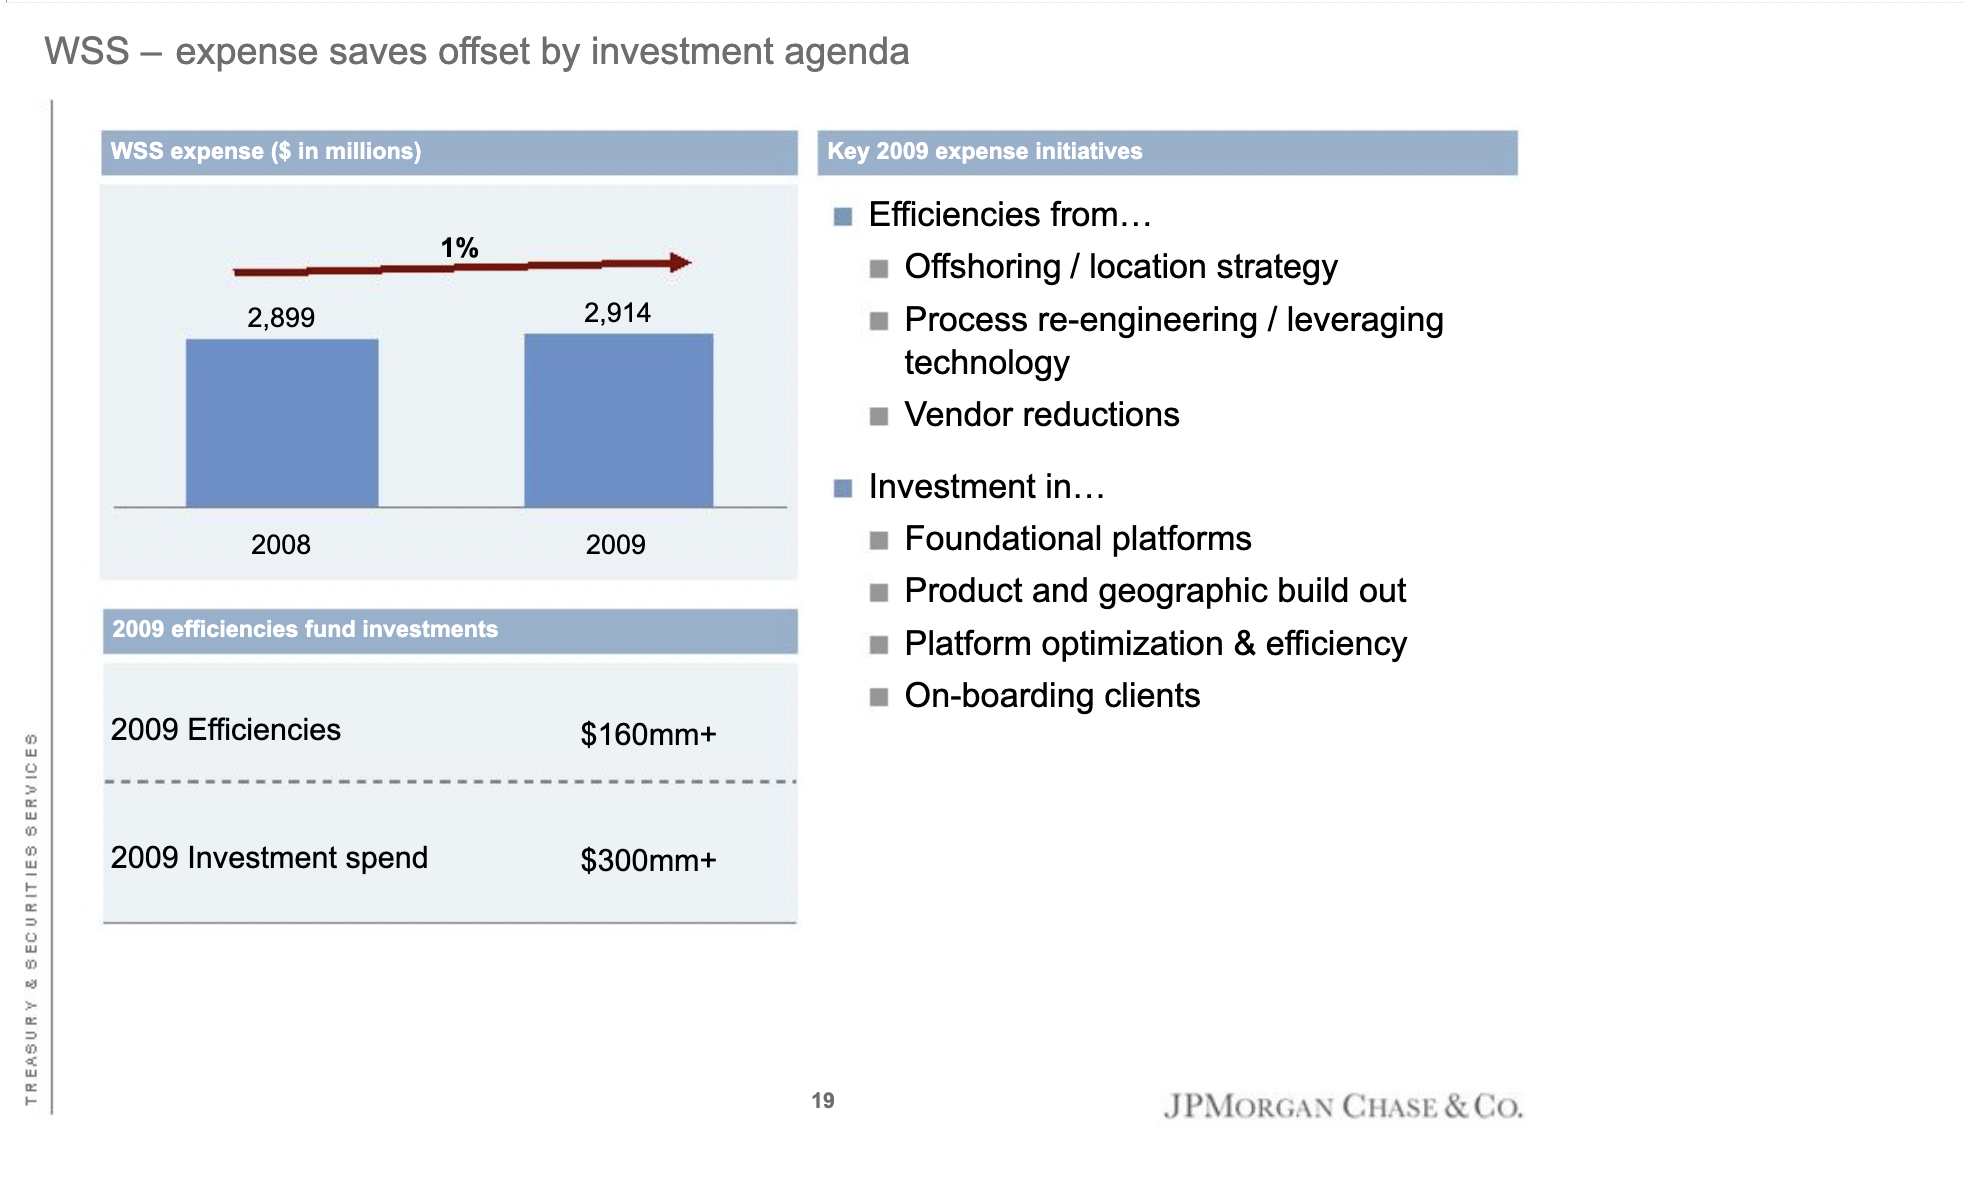 WSS – expense saves offset by investment agenda
WSS expense ($ in millions)
1%
2,899
2,914
2008
2009
2009 efficiencies fund investments
2009 Efficiencies
$160mm+
2009 Investment spend
$300mm+
Key 2009 expense initiatives
Efficiencies from…
Offshoring / location strategy
Process re-engineering / leveraging
technology
Vendor reductions
Investment in…
Foundational platforms
Product and geographic build out
Platform optimization & efficiency
On-boarding clients
TREASURY & SECURITIES SERVICES
19
JPMORGAN CHASE & CO.